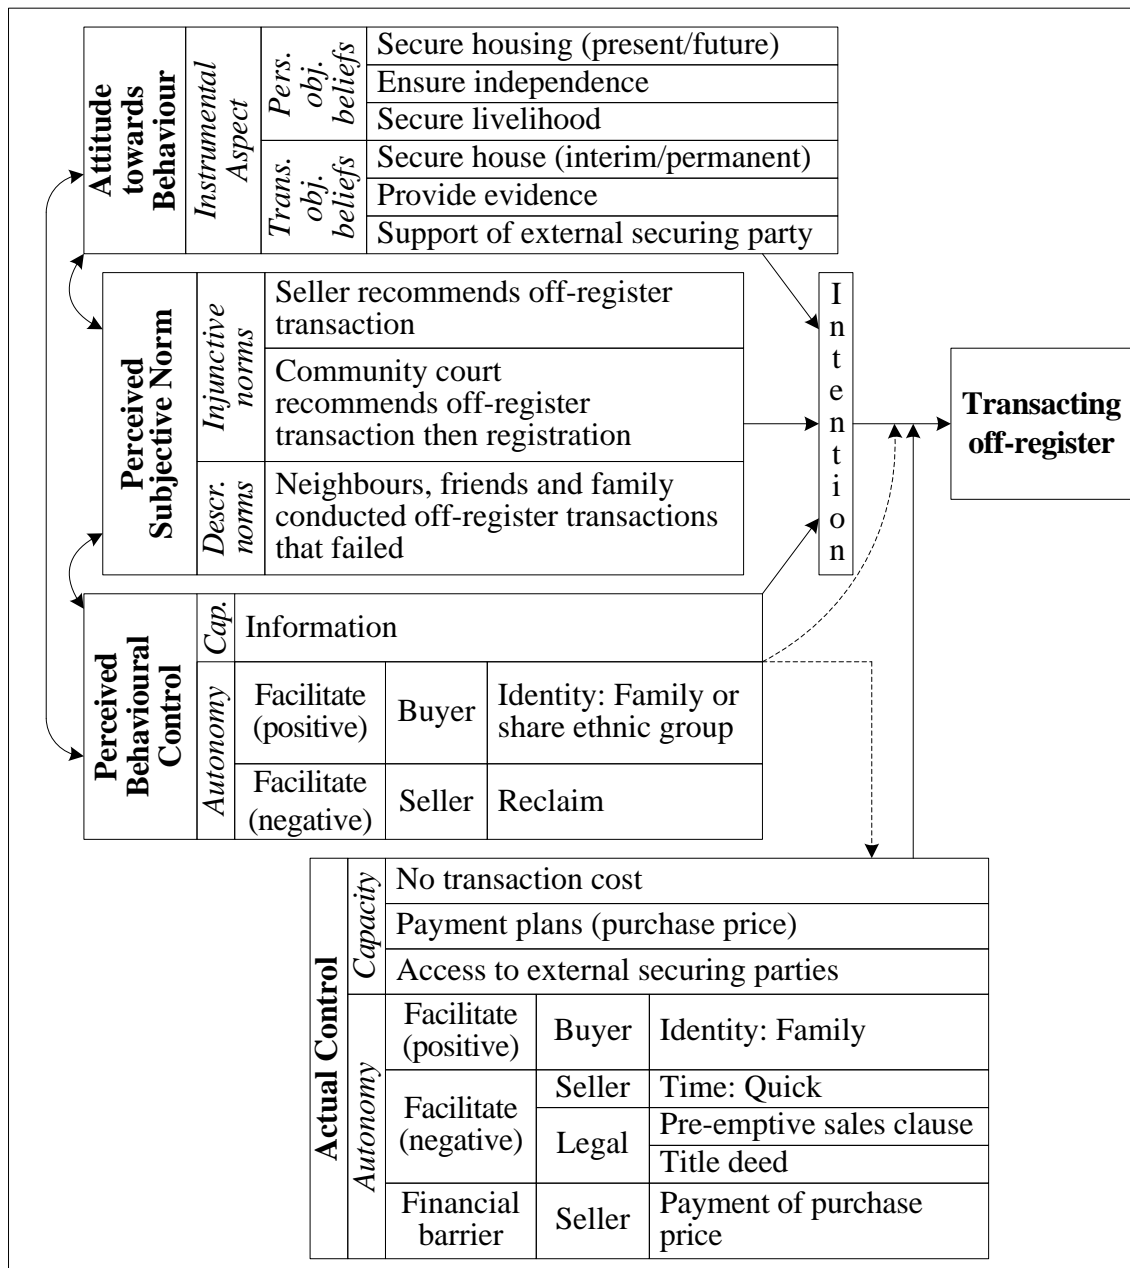 Attitude
towards
Behaviour
Instrumental
Aspect
Pers.
obj.
beliefs
Secure housing (present/future)
Ensure independence
Secure livelihood
Trans.
obj.
beliefs
Secure house (interim/permanent)
Provide evidence
Support of external securing party
Perceived
Subjective Norm
Injunctive
norms
Seller recommends off-register
transaction
Community court
recommends off-register
transaction then registration
Descr.
norms
Neighbours, friends and family
conducted off-register transactions
that failed
Intention
Transacting
off-register
Perceived
Behavioural
Control
Cap.
Information
Autonomy
Facilitate
(positive)
Buyer
Identity: Family or
share ethnic group
Facilitate
(negative)
Seller
Reclaim
Actual Control
Capacity
No transaction cost
Payment plans (purchase price)
Access to external securing parties
Autonomy
Facilitate
(positive)
Buyer
Identity: Family
Facilitate
(negative)
Seller
Time: Quick
Legal
Pre-emptive sales clause
Title deed
Financial
barrier
Seller
Payment of purchase
price